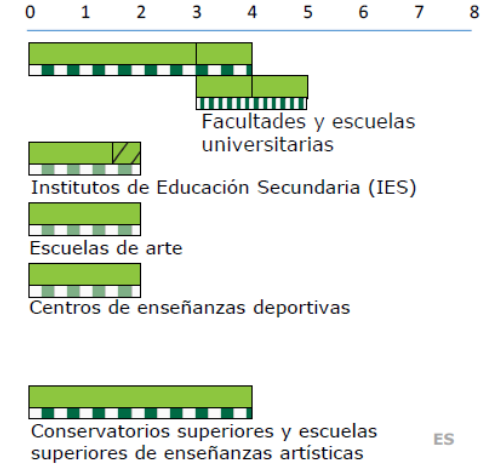 0 1 2 3 4 5 6 7 8
Facultades y escuelas
universitarias
Institutos de Educación Secundaria (IES)
Escuelas de arte
Centros de enseñanzas deportivas
Conservatorios superiores y escuelas
superiores de enseñanzas artísticas
ES